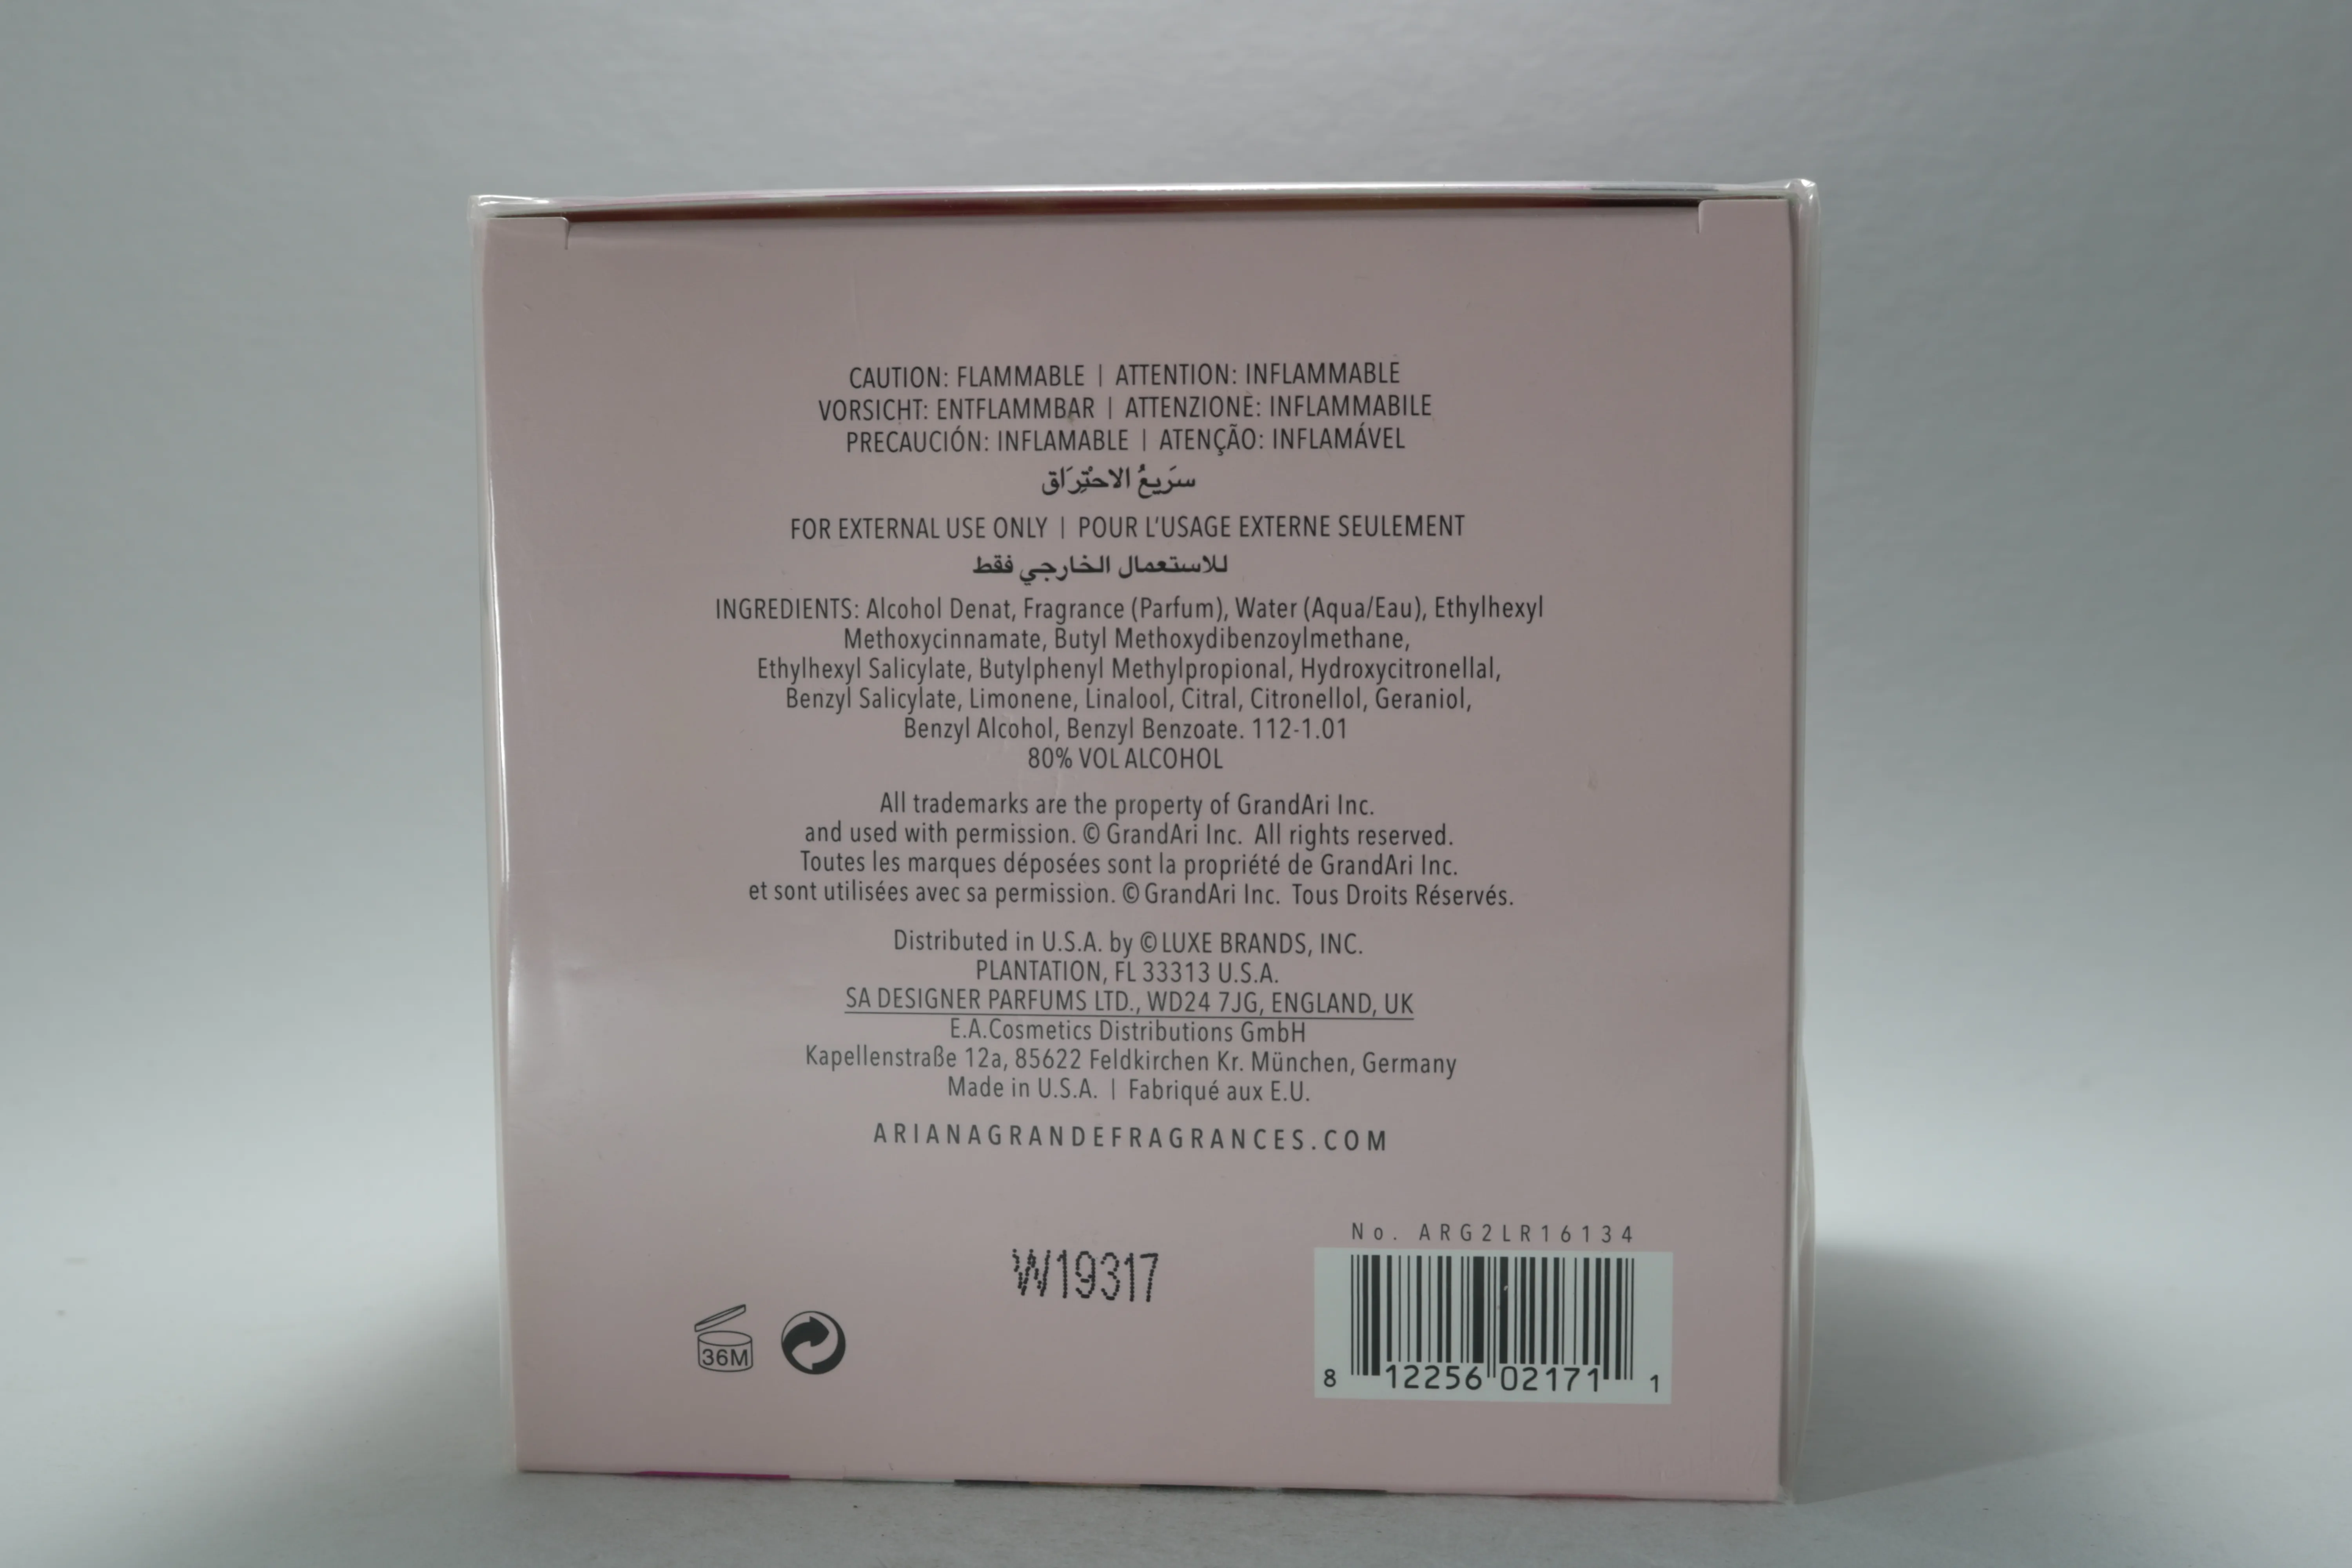 CAUTION: FLAMMABLE | ATTENTION: INFLAMMABLE
VORSICHT: ENTFLAMMBAR | ATTENZIONE: INFLAMMABILE
PRECAUCIÓN: INFLAMABLE | ATENÇÃO: INFLAMÁVEL
سَريعُ الاحتِرَاق
FOR EXTERNAL USE ONLY | POUR L'USAGE EXTERNE SEULEMENT
للاستعمال الخارجي فقط
INGREDIENTS: Alcohol Denat, Fragrance (Parfum), Water (Aqua/Eau), Ethylhexyl
Methoxycinnamate, Butyl Methoxydibenzoylmethane,
Ethylhexyl Salicylate, Butylphenyl Methylpropional, Hydroxycitronellal,
Benzyl Salicylate, Limonene, Linalool, Citral, Citronellol, Geraniol,
Benzyl Alcohol, Benzyl Benzoate. 112-1.01
80% VOL ALCOHOL
All trademarks are the property of GrandAri Inc.
and used with permission. © GrandAri Inc. All rights reserved.
Toutes les marques déposées sont la propriété de GrandAri Inc.
et sont utilisées avec sa permission. © GrandAri Inc. Tous Droits Réservés.
Distributed in U.S.A. by © LUXE BRANDS, INC.
PLANTATION, FL 33313 U.S.A.
SA DESIGNER PARFUMS LTD., WD24 7JG, ENGLAND, UK
E.A.Cosmetics Distributions GmbH
Kapellenstraße 12a, 85622 Feldkirchen Kr. München, Germany
Made in U.S.A. | Fabriqué aux E.U.
ARIANAGRANDEFRAGRANCES.COM
No. ARG2LR16134
W19317
36M
8 12256 02171 1